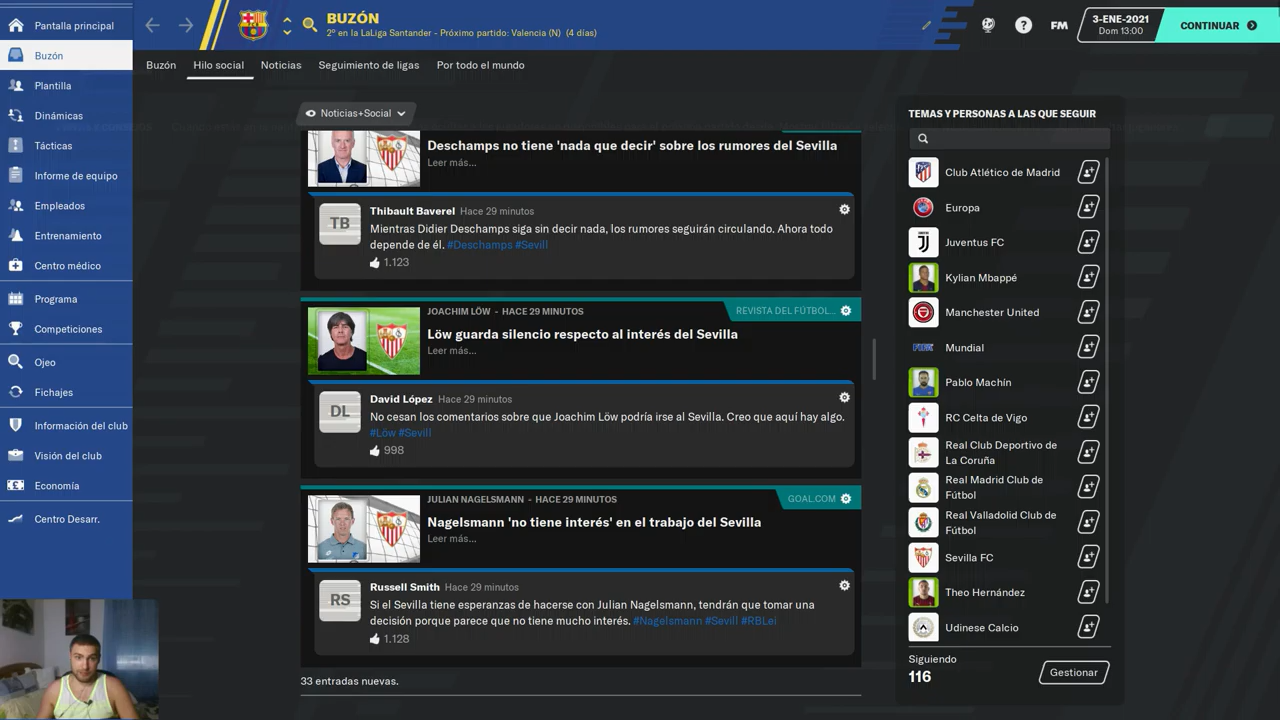 Pantalla principal
Buzón
Plantilla
Dinámicas
Tácticas
Informe de equipo
Empleados
Entrenamiento
Centro médico
Programa
Competiciones
Ojeo
Fichajes
Información del club
Visión del club
Economía
Centro Desarr.
BUZÓN
2º en la LaLiga Santander - Próximo partido: Valencia (N) (4 días)
FM
3-ENE-2021
Dom 13:00
CONTINUAR
Buzón
Hilo social
Noticias
Seguimiento de ligas
Por todo el mundo
Noticias+Social
Deschamps no tiene 'nada que decir' sobre los rumores del Sevilla
Leer más...
TB
Thibault Baverel Hace 29 minutos
Mientras Didier Deschamps siga sin decir nada, los rumores seguirán circulando. Ahora todo
depende de él. #Deschamps #Sevill
1.123
JOACHIM LÖW - HACE 29 MINUTOS
REVISTA DEL FÚTBOL...
Löw guarda silencio respecto al interés del Sevilla
Leer más...
DL
David López Hace 29 minutos
No cesan los comentarios sobre que Joachim Löw podría irse al Sevilla. Creo que aquí hay algo.
#Löw #Sevill
998
JULIAN NAGELSMANN - HACE 29 MINUTOS
GOAL.COM
Nagelsmann 'no tiene interés' en el trabajo del Sevilla
Leer más...
RS
Russell Smith Hace 29 minutos
Si el Sevilla tiene esperanzas de hacerse con Julian Nagelsmann, tendrán que tomar una
decisión porque parece que no tiene mucho interés. #Nagelsmann #Sevill #RBLei
1.128
33 entradas nuevas.
TEMAS Y PERSONAS A LAS QUE SEGUIR
Club Atlético de Madrid
Europa
Juventus FC
Kylian Mbappé
Manchester United
FIFA
Mundial
Pablo Machín
RC Celta de Vigo
Real Club Deportivo de
La Coruña
Real Madrid Club de
Fútbol
Real Valladolid Club de
Fútbol
Sevilla FC
Theo Hernández
Udinese Calcio
Siguiendo
116
Gestionar